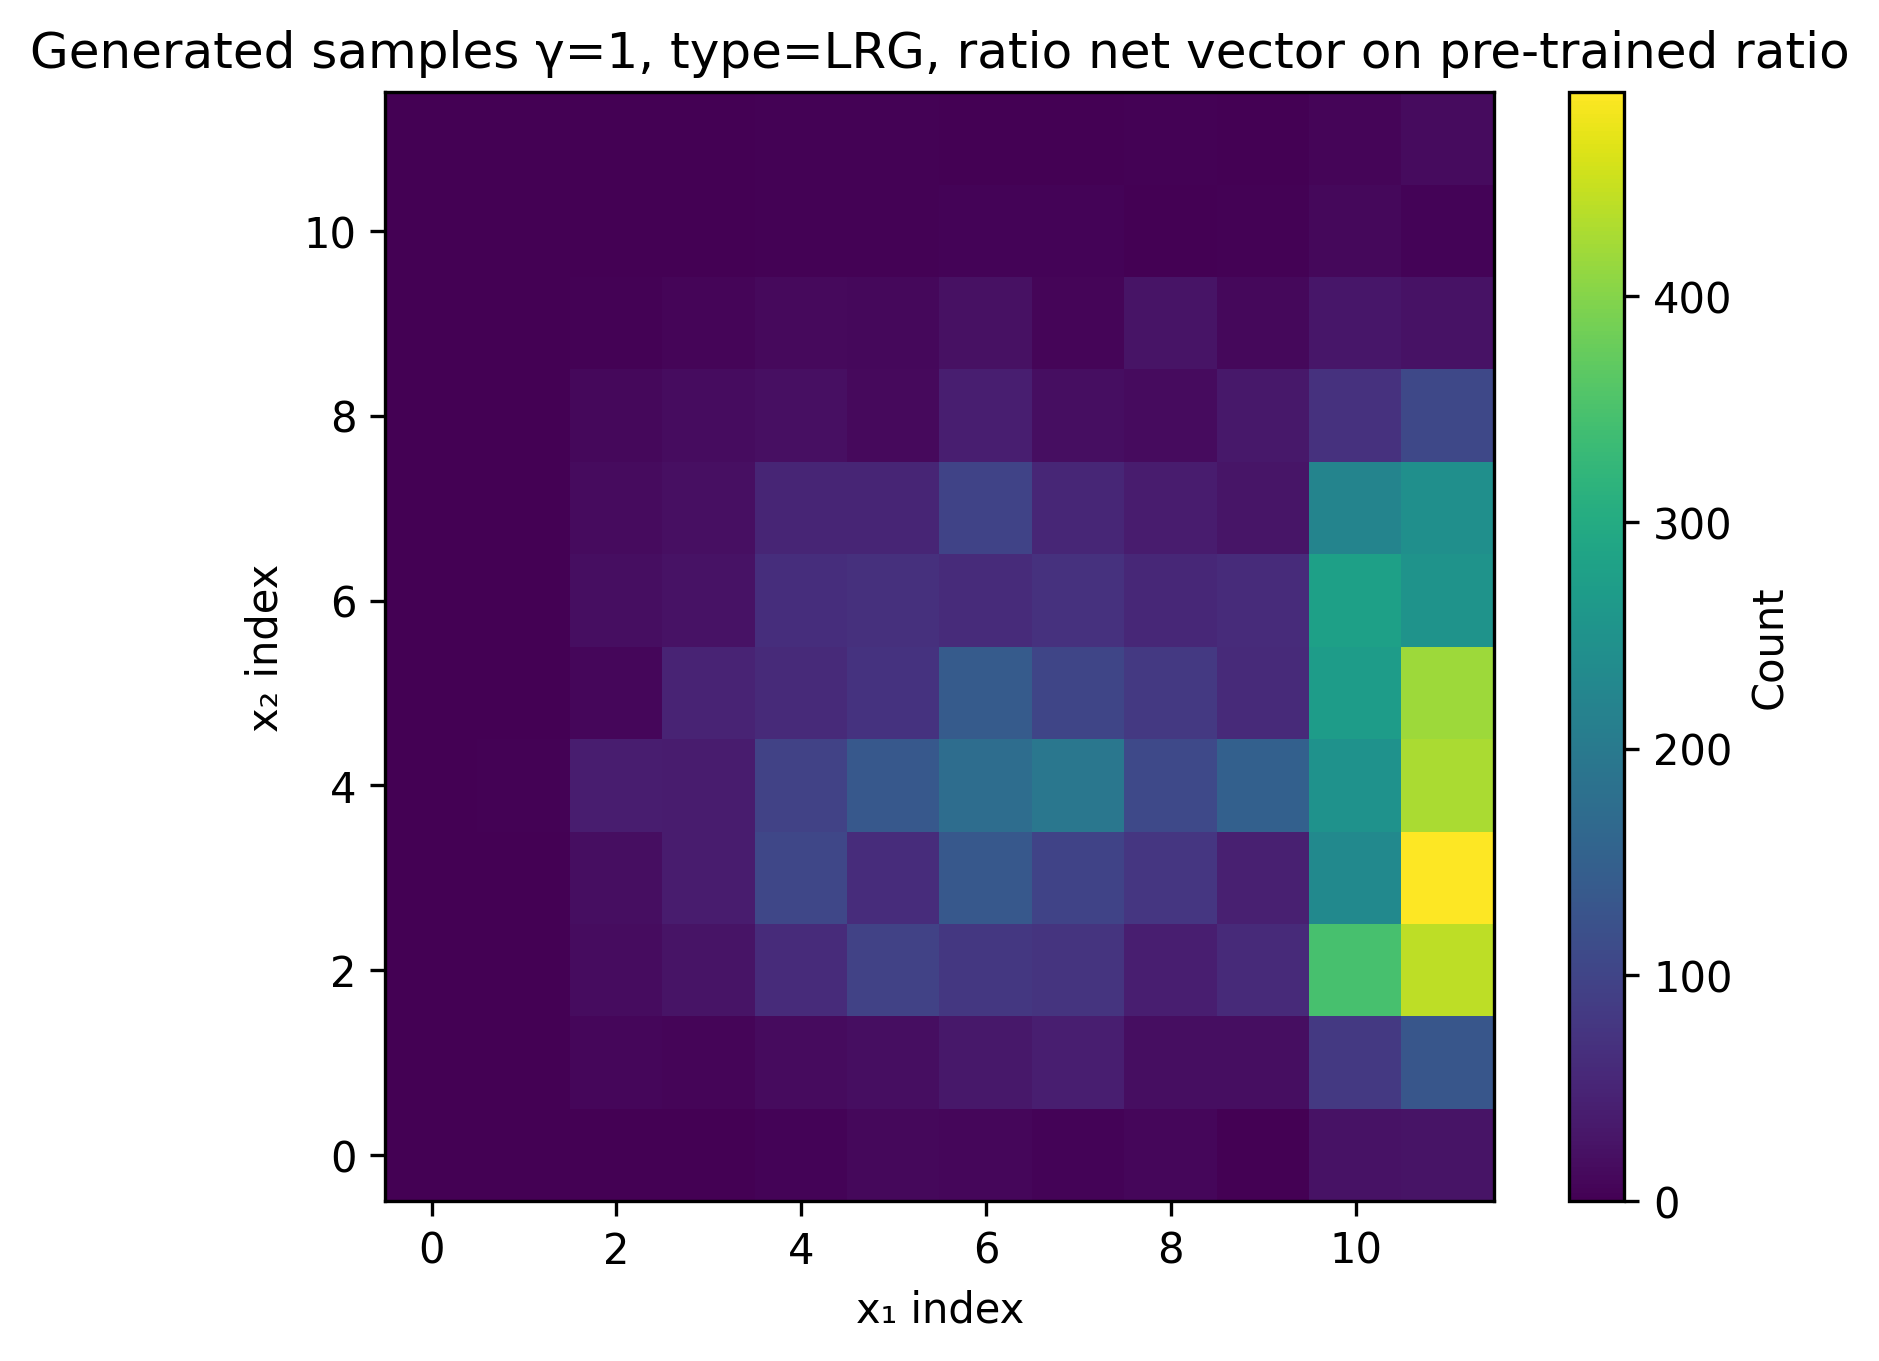 Generated samples γ=1, type=LRG, ratio net vector on pre-trained ratio
10
8
6
4
2
0
x₂ index
0 2 4 6 8 10
x₁ index
400
300
200
100
0
Count